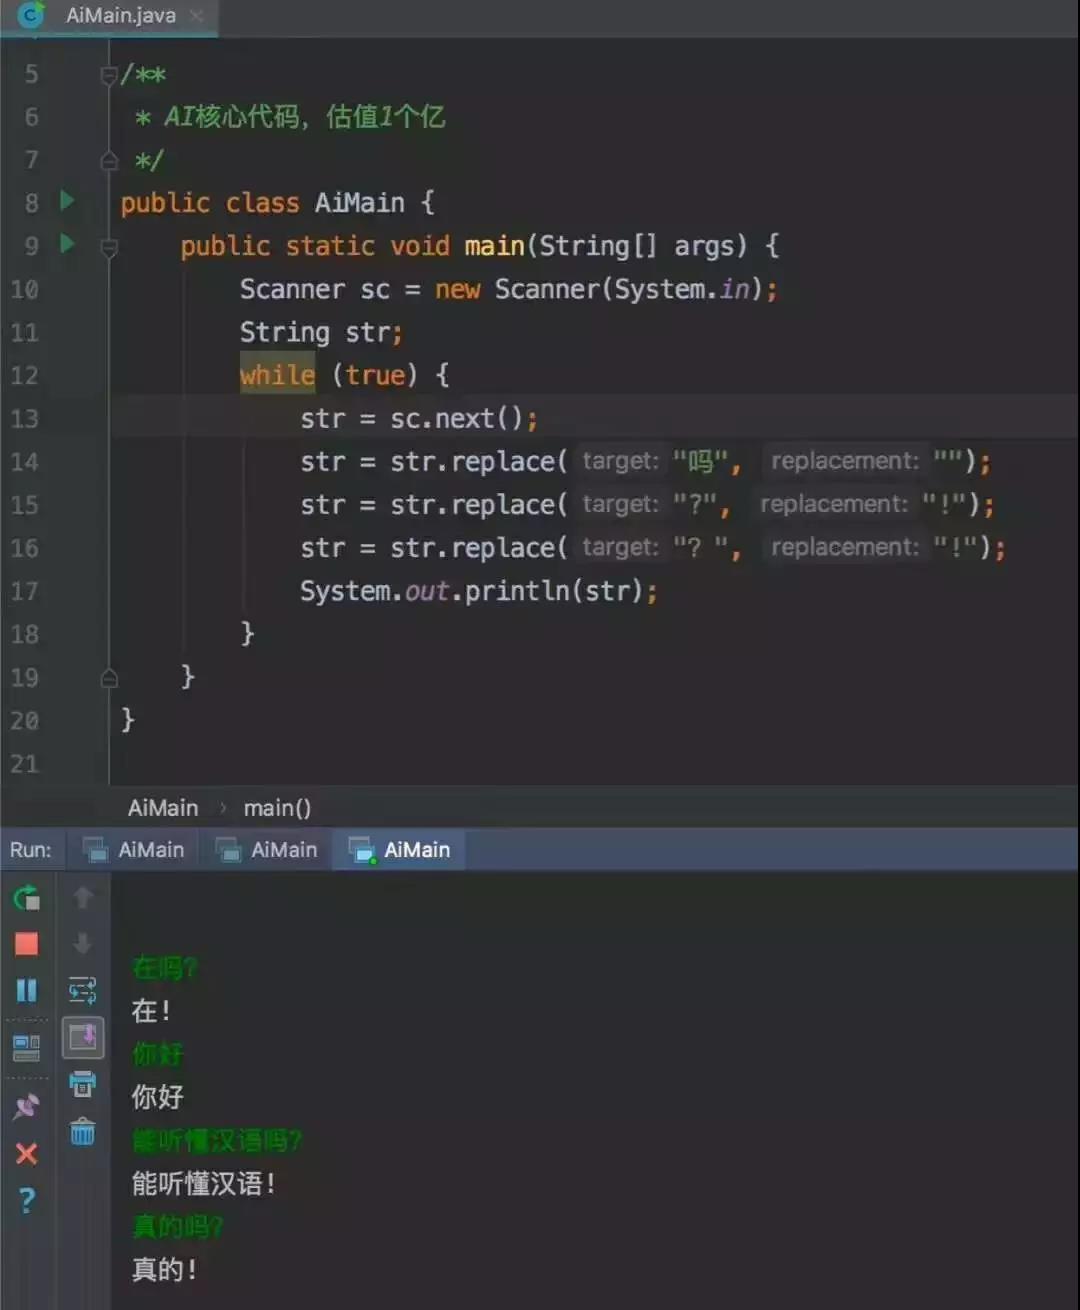 AiMain.java
5 /**
6 * AI核心代码，估值1个亿
7 */
8 public class AiMain {
9 public static void main(String[] args) {
10 Scanner sc = new Scanner(System.in);
11 String str;
12 while (true) {
13 str = sc.next();
14 str = str.replace( target: "吗", replacement: "");
15 str = str.replace( target: "?", replacement: "!");
16 str = str.replace( target: "？", replacement: "!");
17 System.out.println(str);
18 }
19 }
20 }
21
AiMain › main()
Run: AiMain AiMain AiMain
在吗?
在!
你好
你好
能听懂汉语吗?
能听懂汉语!
真的吗?
真的!